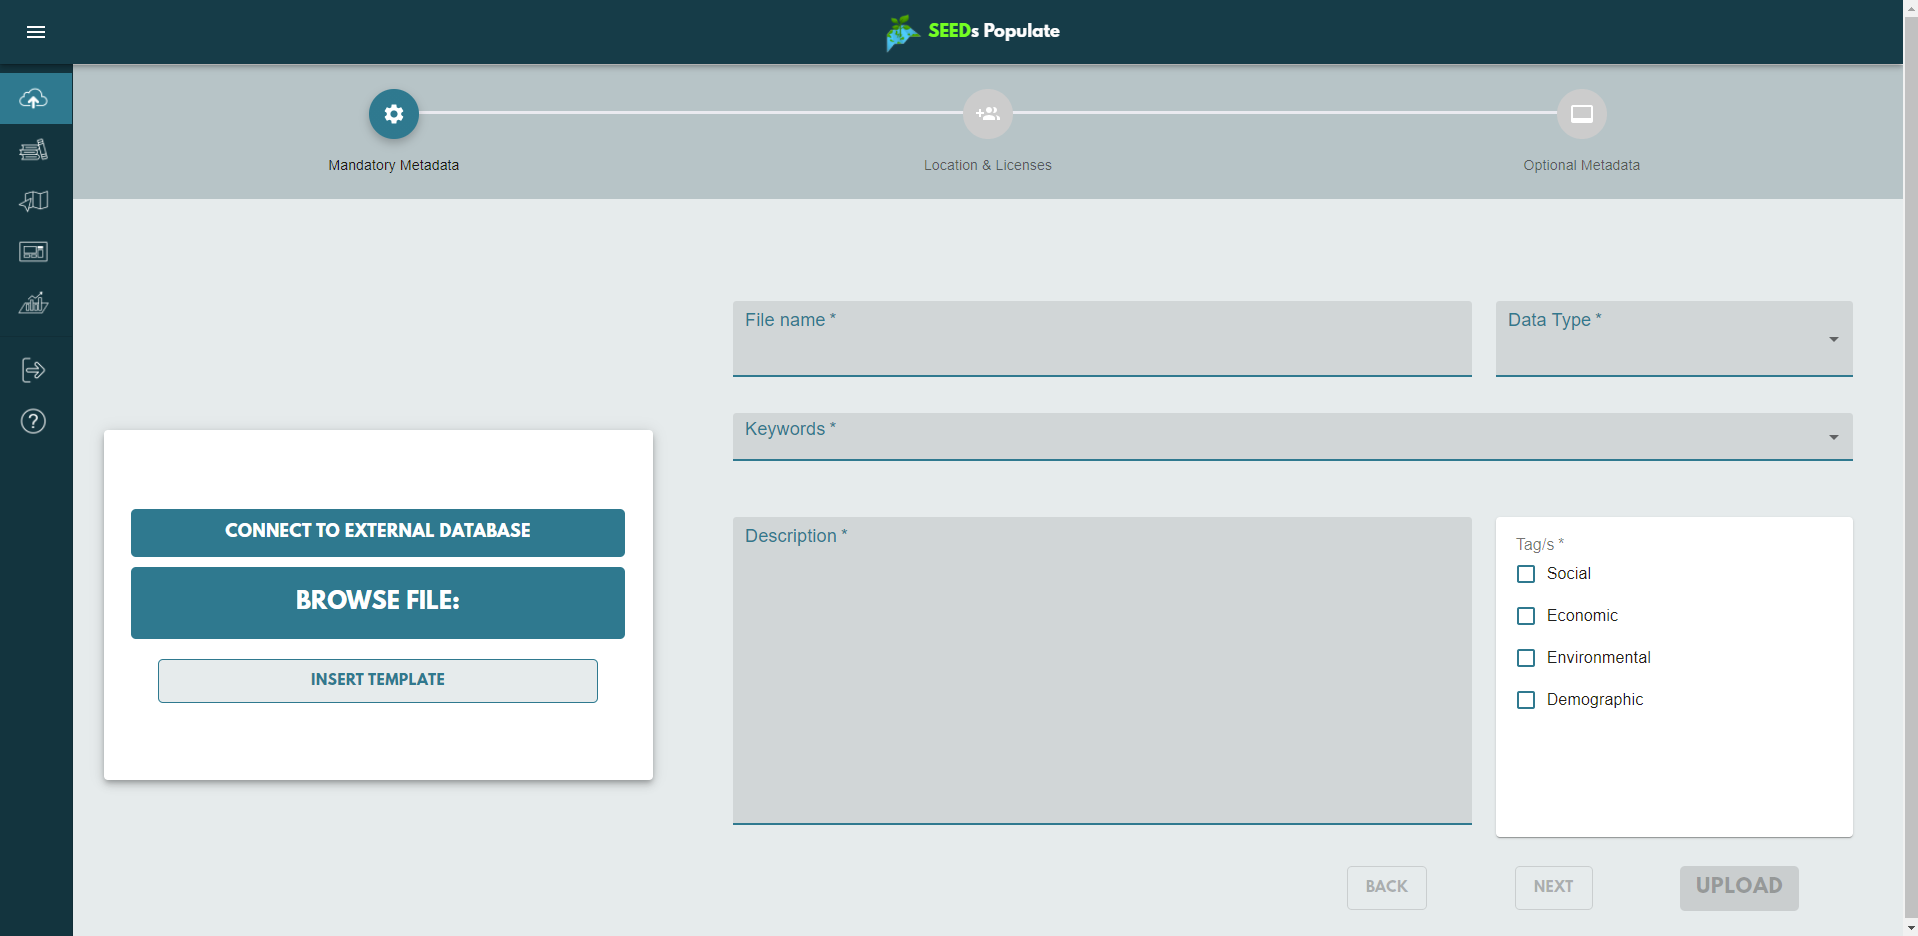 SEEDs Populate
Mandatory Metadata
Location & Licenses
Optional Metadata
File name *
Data Type *
Keywords *
CONNECT TO EXTERNAL DATABASE
BROWSE FILE:
INSERT TEMPLATE
Description *
Tag/s *
Social
Economic
Environmental
Demographic
BACK
NEXT
UPLOAD
?